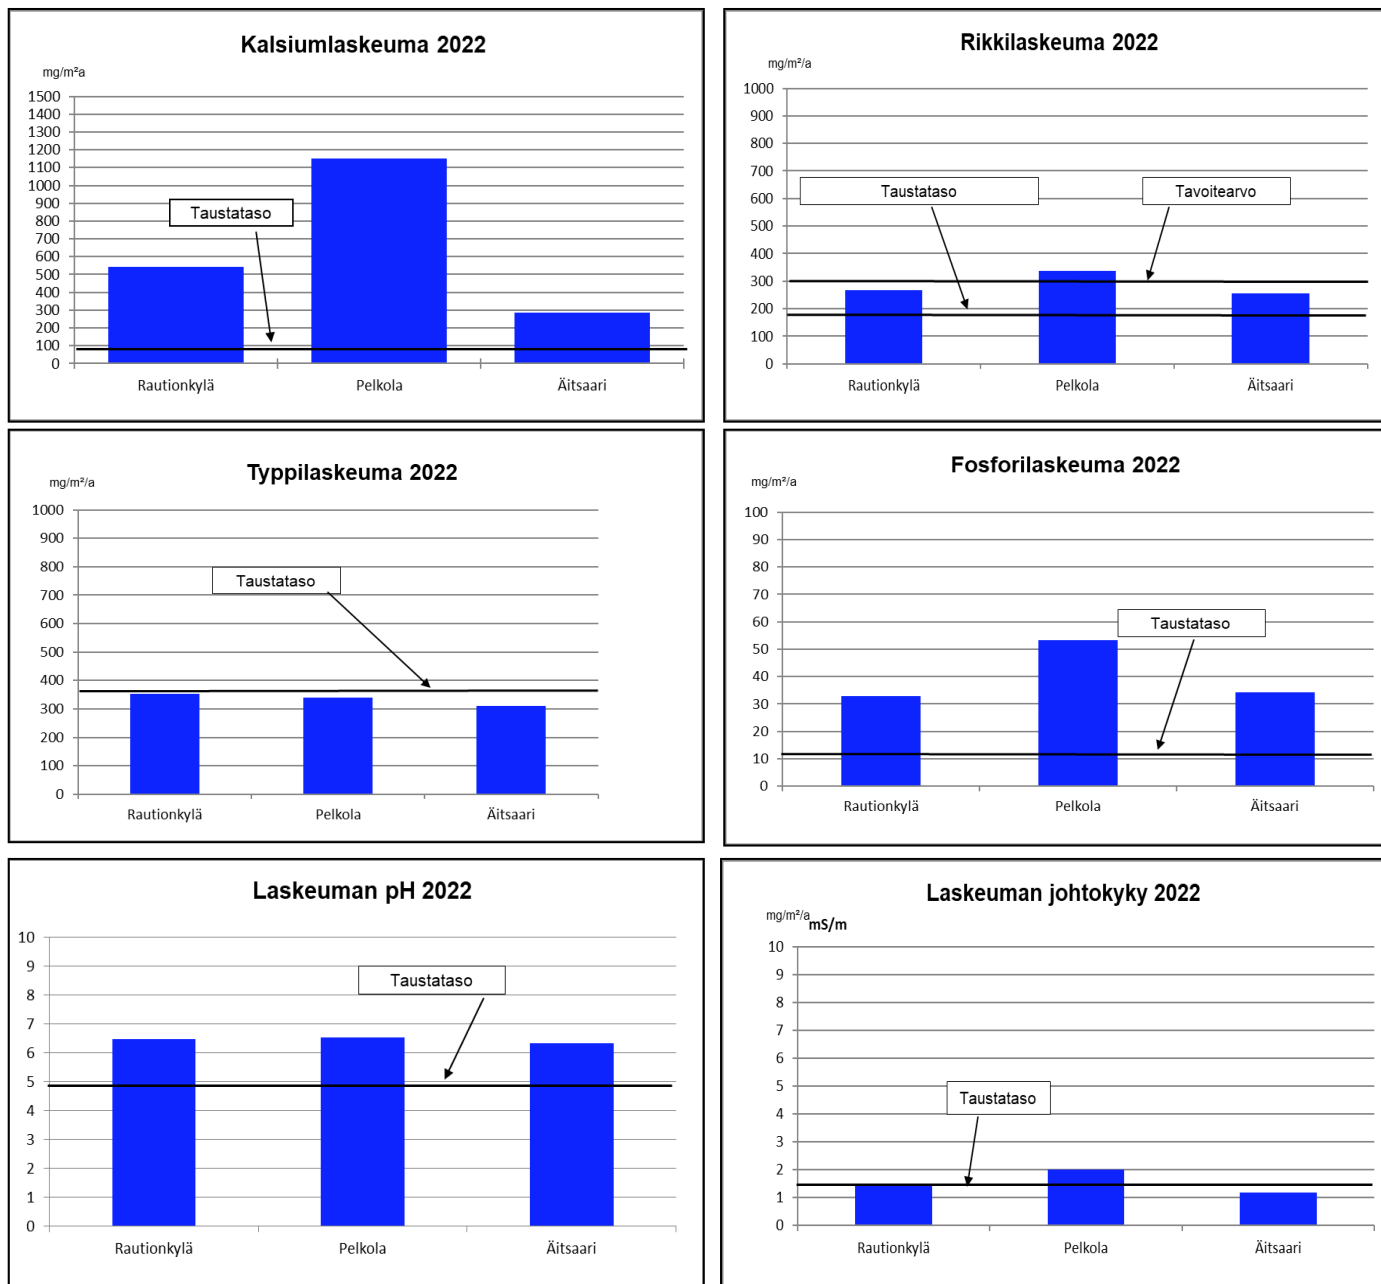 Kalsiumlaskeuma 2022
mg/m²a
1500
1400
1300
1200
1100
1000
900
800
700
600
500
400
300
200
100
0
Taustataso
Rautionkylä Pelkola Äitsaari
Rikkilaskeuma 2022
mg/m²/a
1000
900
800
700
600
500
400
300
200
100
0
Taustataso
Tavoitearvo
Rautionkylä Pelkola Äitsaari
Typpilaskeuma 2022
mg/m²/a
1000
900
800
700
600
500
400
300
200
100
0
Taustataso
Rautionkylä Pelkola Äitsaari
Fosforilaskeuma 2022
mg/m²/a
100
90
80
70
60
50
40
30
20
10
0
Taustataso
Rautionkylä Pelkola Äitsaari
Laskeuman pH 2022
10
9
8
7
6
5
4
3
2
1
0
Taustataso
Rautionkylä Pelkola Äitsaari
Laskeuman johtokyky 2022
mg/m²/a
mS/m
10
9
8
7
6
5
4
3
2
1
0
Taustataso
Rautionkylä Pelkola Äitsaari